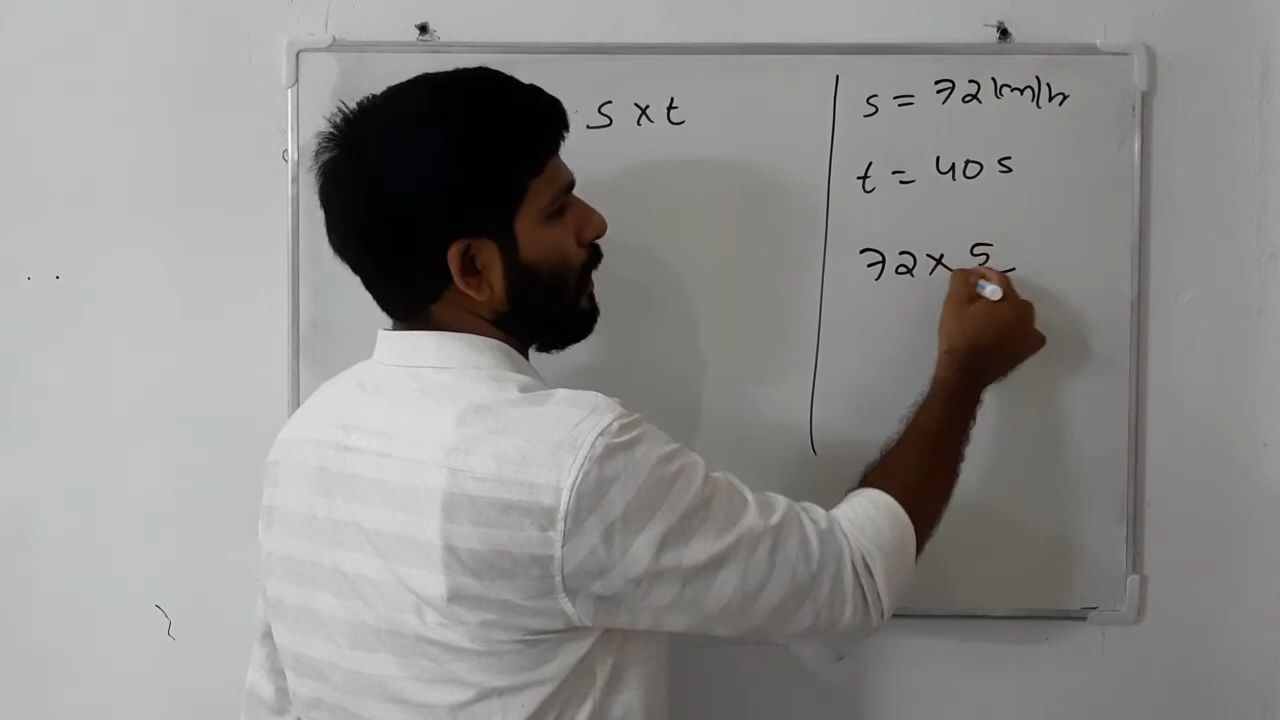 S x t
s = 72 km/h
t = 40 s
72 x 5